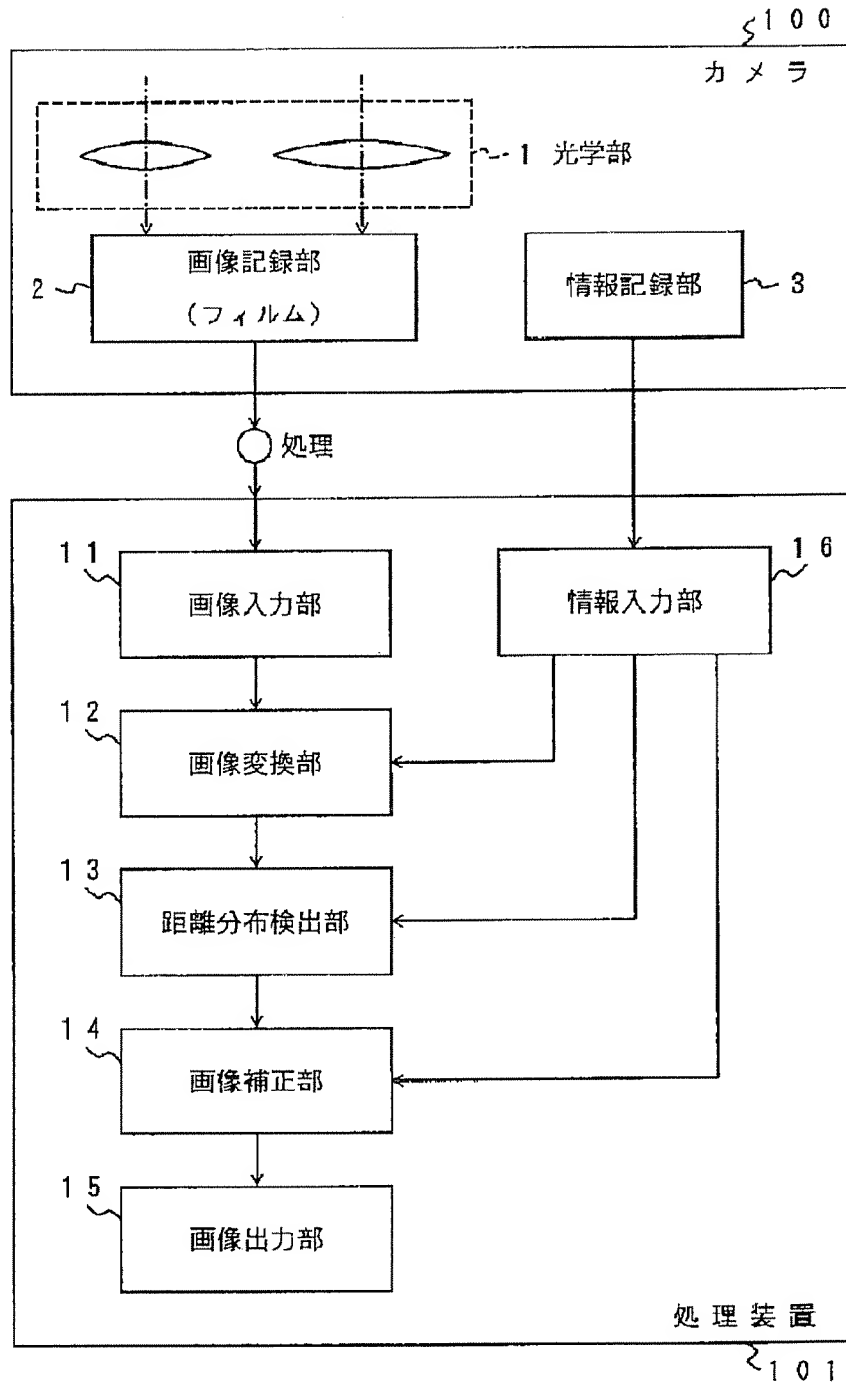 100
カメラ
1 光学部
画像記録部
(フィルム)
2
情報記録部
3
処理
11
画像入力部
16
情報入力部
12
画像変換部
13
距離分布検出部
14
画像補正部
15
画像出力部
処理装置
101